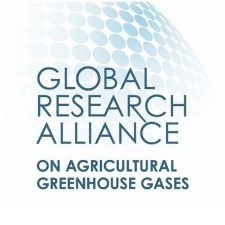 GLOBAL
RESEARCH
ALLIANCE
ON AGRICULTURAL
GREENHOUSE GASES